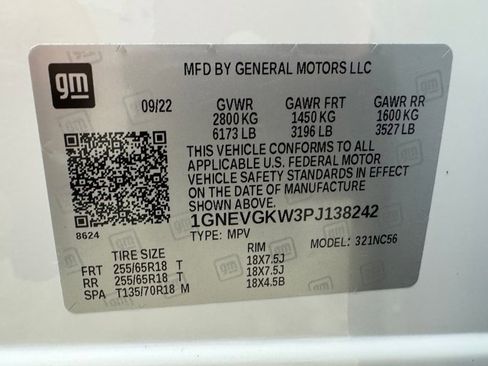 gm
MFD BY GENERAL MOTORS LLC
09/22 GVWR GAWR FRT GAWR RR
2800 KG 1450 KG 1600 KG
6173 LB 3196 LB 3527 LB
THIS VEHICLE CONFORMS TO ALL
APPLICABLE U.S. FEDERAL MOTOR
VEHICLE SAFETY STANDARDS IN EFFECT
ON THE DATE OF MANUFACTURE
SHOWN ABOVE.
1GNEVGKW3PJ138242
8624 TYPE: MPV MODEL: 321NC56
TIRE SIZE RIM
FRT 255/65R18 T 18X7.5J
RR 255/65R18 T 18X7.5J
SPA T135/70R18 M 18X4.5B